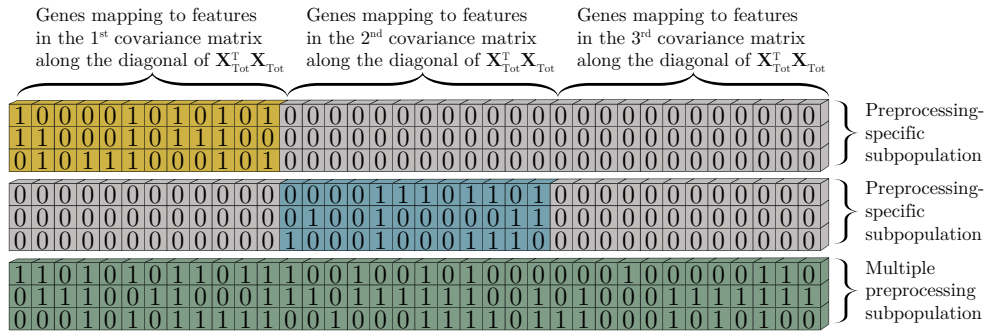 Genes mapping to features
in the 1st covariance matrix
along the diagonal of X^T_Tot X_Tot
Genes mapping to features
in the 2nd covariance matrix
along the diagonal of X^T_Tot X_Tot
Genes mapping to features
in the 3rd covariance matrix
along the diagonal of X^T_Tot X_Tot
1 0 0 0 0 1 0 1 0 1 0 1 0 0 0 0 0 0 0 0 0 0 0 0 0 0 0 0 0 0 0 0 0 0 0 0
1 1 0 0 0 1 0 1 1 1 0 0 0 0 0 0 0 0 0 0 0 0 0 0 0 0 0 0 0 0 0 0 0 0 0 0
0 1 0 1 1 1 0 0 0 1 0 1 0 0 0 0 0 0 0 0 0 0 0 0 0 0 0 0 0 0 0 0 0 0 0 0
Preprocessing-
specific
subpopulation
0 0 0 0 0 0 0 0 0 0 0 0 0 0 0 0 1 1 1 0 1 1 0 1 0 0 0 0 0 0 0 0 0 0 0 0
0 0 0 0 0 0 0 0 0 0 0 0 0 1 0 0 1 0 0 0 0 0 1 1 0 0 0 0 0 0 0 0 0 0 0 0
0 0 0 0 0 0 0 0 0 0 0 0 1 0 0 0 1 0 0 0 1 1 1 0 0 0 0 0 0 0 0 0 0 0 0 0
Preprocessing-
specific
subpopulation
1 1 0 1 0 1 0 1 1 0 1 1 1 0 0 1 0 0 1 0 1 0 0 0 0 0 0 1 0 0 0 0 0 1 1 0
0 1 1 1 0 0 1 1 0 0 0 1 1 1 0 1 1 1 1 1 1 0 0 1 0 1 0 0 0 1 1 1 1 1 1 1
0 0 0 1 0 1 0 1 1 1 1 1 0 0 1 0 0 0 1 1 1 0 1 0 1 1 0 0 0 1 0 1 0 1 0 0
Multiple
preprocessing
subpopulation